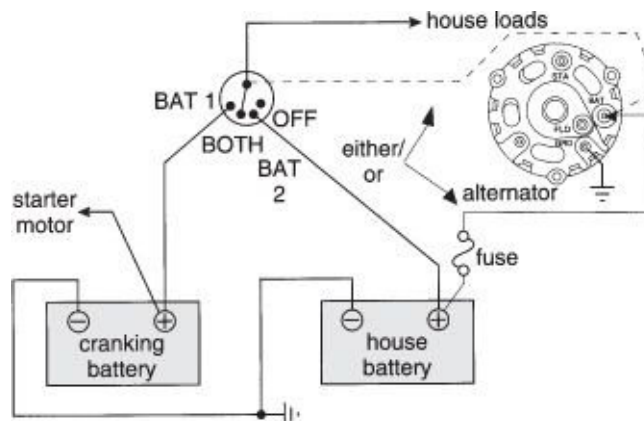 house loads
BAT 1
OFF
BOTH
BAT
2
either/
or
STA
BAT
FLD
GRD
alternator
starter
motor
fuse
cranking
battery
house
battery